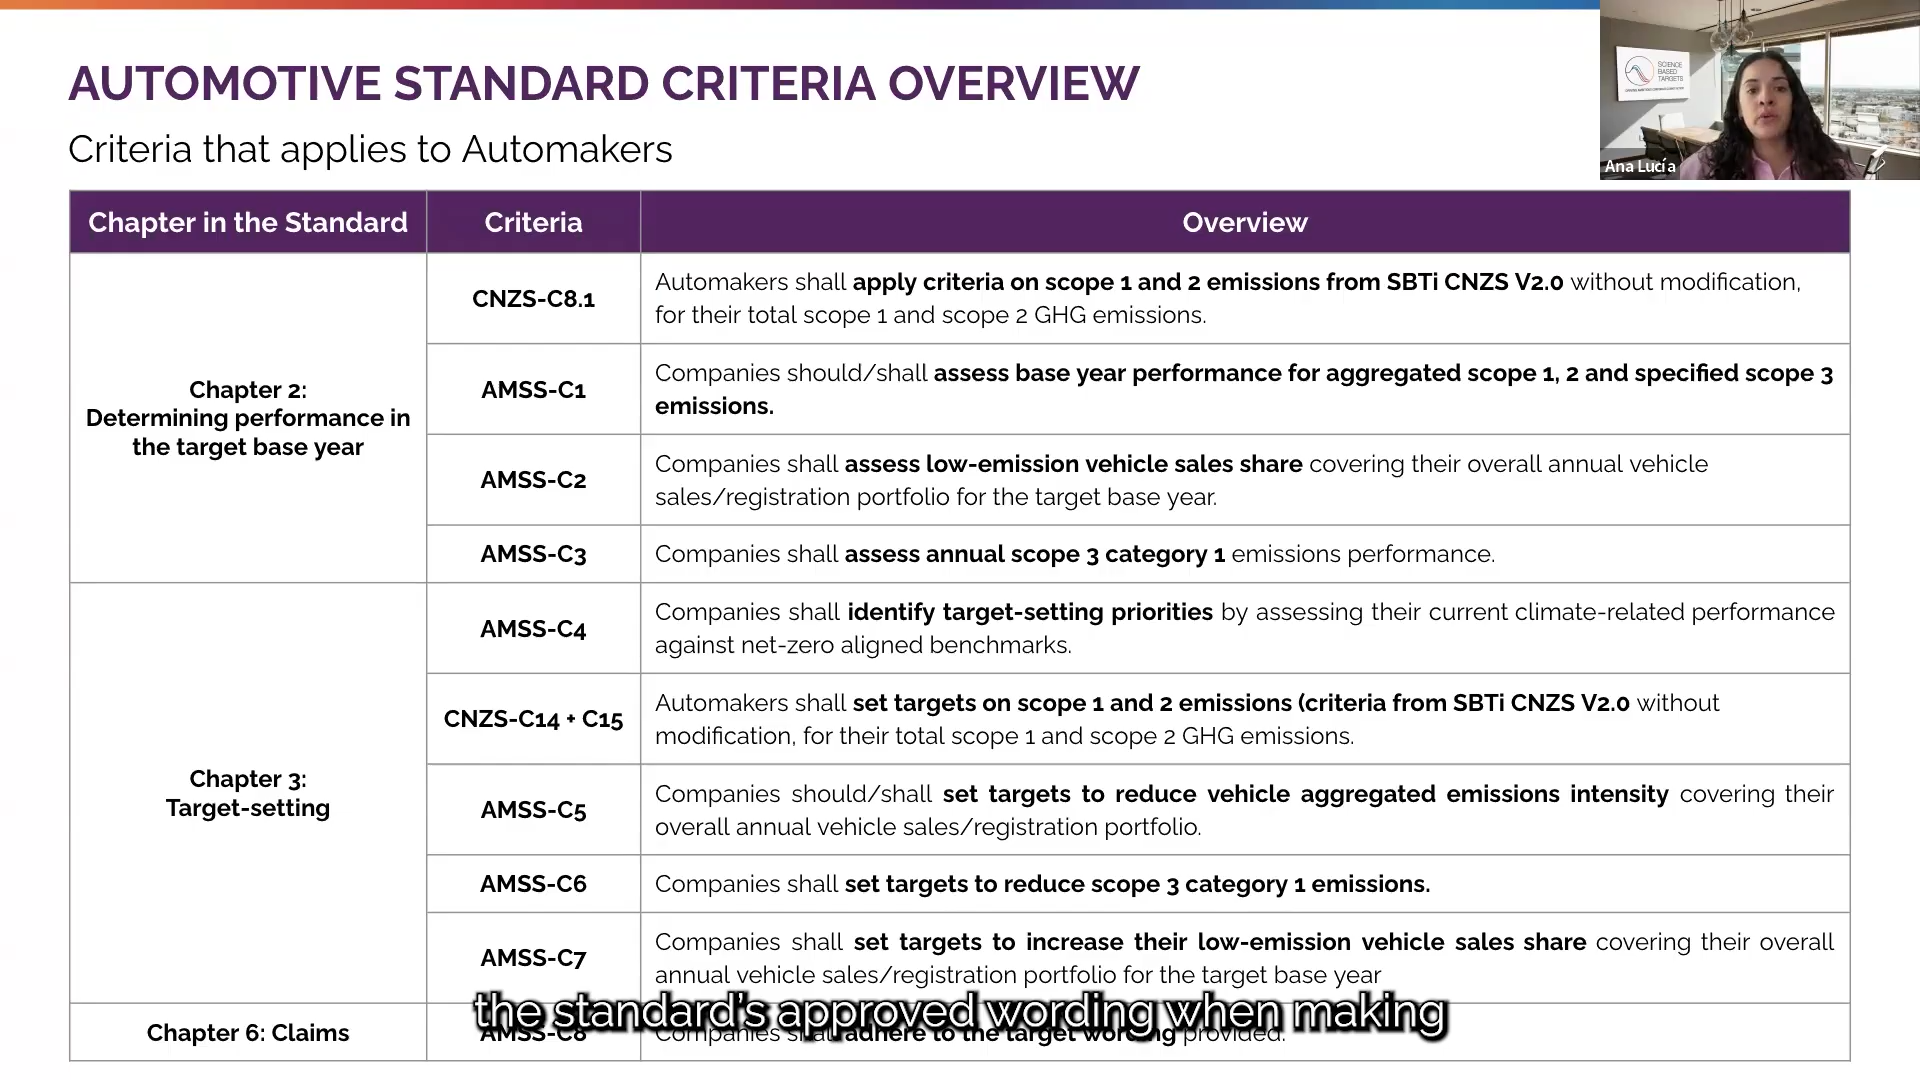 AUTOMOTIVE STANDARD CRITERIA OVERVIEW
Criteria that applies to Automakers
SCIENCE
BASED
TARGETS
Ana Lucía
Chapter in the Standard
Criteria
Overview
Chapter 2:
Determining performance in
the target base year
CNZS-C8.1
Automakers shall apply criteria on scope 1 and 2 emissions from SBTi CNZS V2.0 without modification,
for their total scope 1 and scope 2 GHG emissions.
AMSS-C1
Companies should/shall assess base year performance for aggregated scope 1, 2 and specified scope 3
emissions.
AMSS-C2
Companies shall assess low-emission vehicle sales share covering their overall annual vehicle
sales/registration portfolio for the target base year.
AMSS-C3
Companies shall assess annual scope 3 category 1 emissions performance.
Chapter 3:
Target-setting
AMSS-C4
Companies shall identify target-setting priorities by assessing their current climate-related performance
against net-zero aligned benchmarks.
CNZS-C14 + C15
Automakers shall set targets on scope 1 and 2 emissions (criteria from SBTi CNZS V2.0 without
modification, for their total scope 1 and scope 2 GHG emissions.
AMSS-C5
Companies should/shall set targets to reduce vehicle aggregated emissions intensity covering their
overall annual vehicle sales/registration portfolio.
AMSS-C6
Companies shall set targets to reduce scope 3 category 1 emissions.
AMSS-C7
Companies shall set targets to increase their low-emission vehicle sales share covering their overall
annual vehicle sales/registration portfolio for the target base year
Chapter 6: Claims
AMSS-C8
Companies shall adhere to the target wording provided.
the standard's approved wording when making